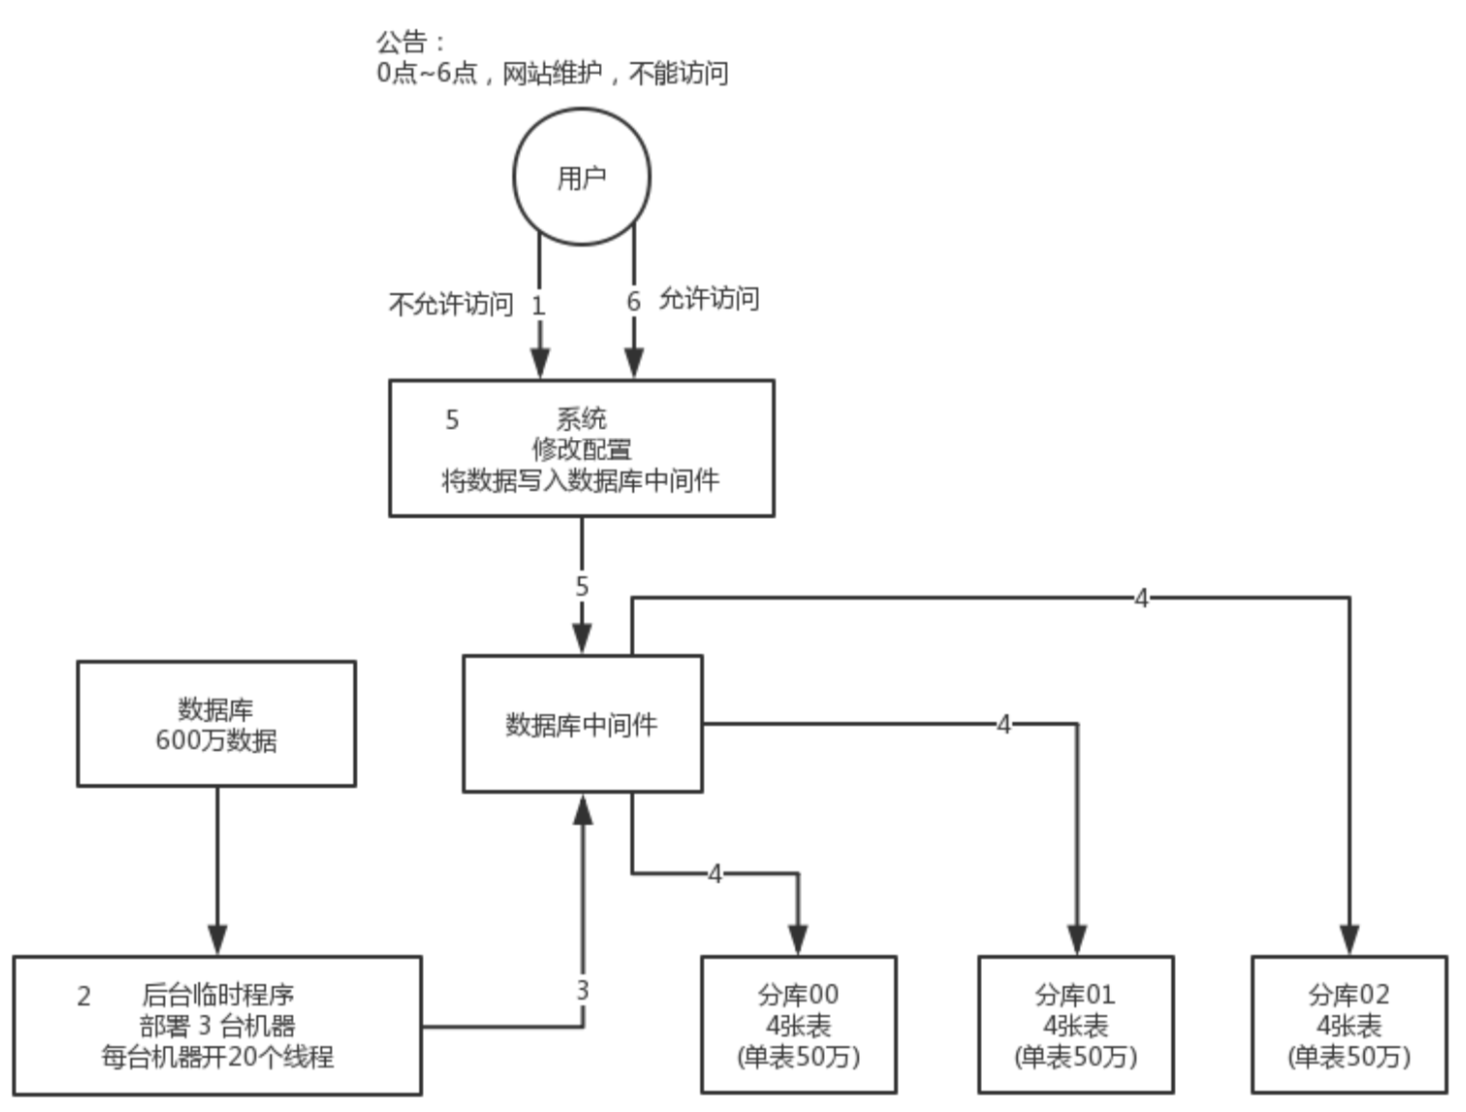 公告：
0点~6点，网站维护，不能访问
用户
不允许访问 1
6 允许访问
5 系统
修改配置
将数据写入数据库中间件
5
4
数据库
600万数据
数据库中间件
4
4
3
2 后台临时程序
部署 3 台机器
每台机器开20个线程
分库00
4张表
(单表50万)
分库01
4张表
(单表50万)
分库02
4张表
(单表50万)